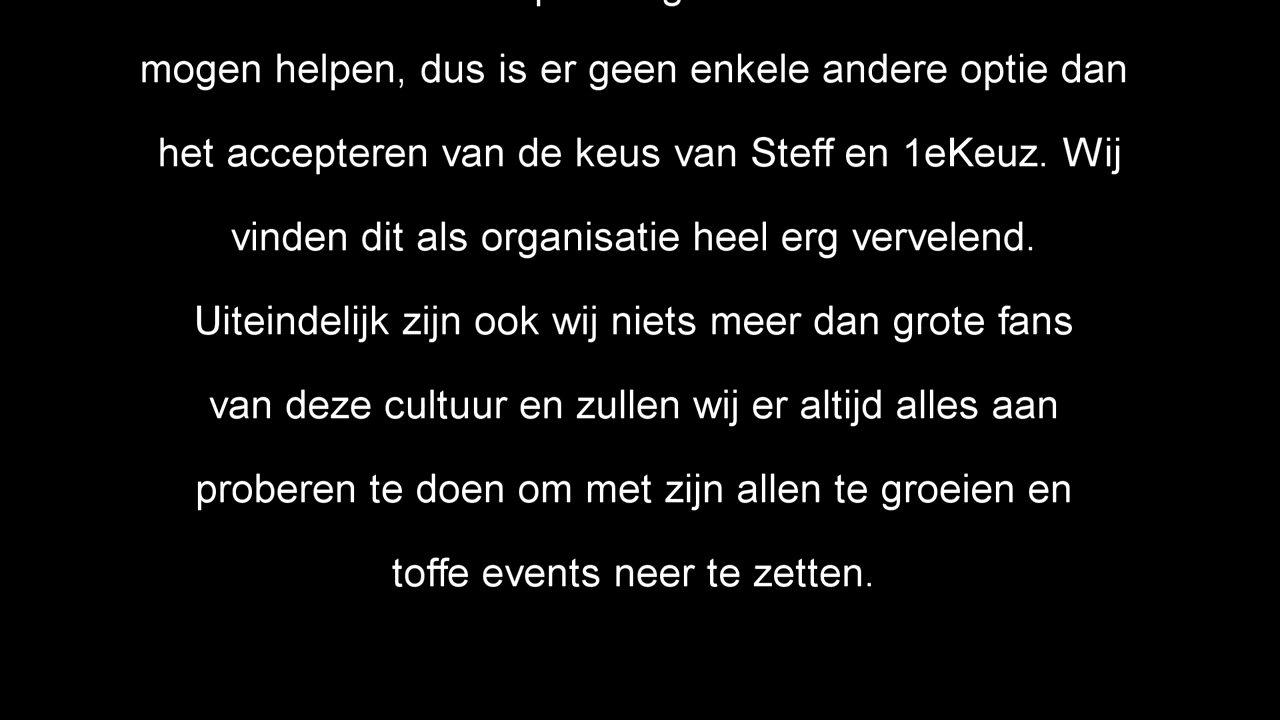 mogen helpen, dus is er geen enkele andere optie dan
het accepteren van de keus van Steff en 1eKeuz. Wij
vinden dit als organisatie heel erg vervelend.
Uiteindelijk zijn ook wij niets meer dan grote fans
van deze cultuur en zullen wij er altijd alles aan
proberen te doen om met zijn allen te groeien en
toffe events neer te zetten.